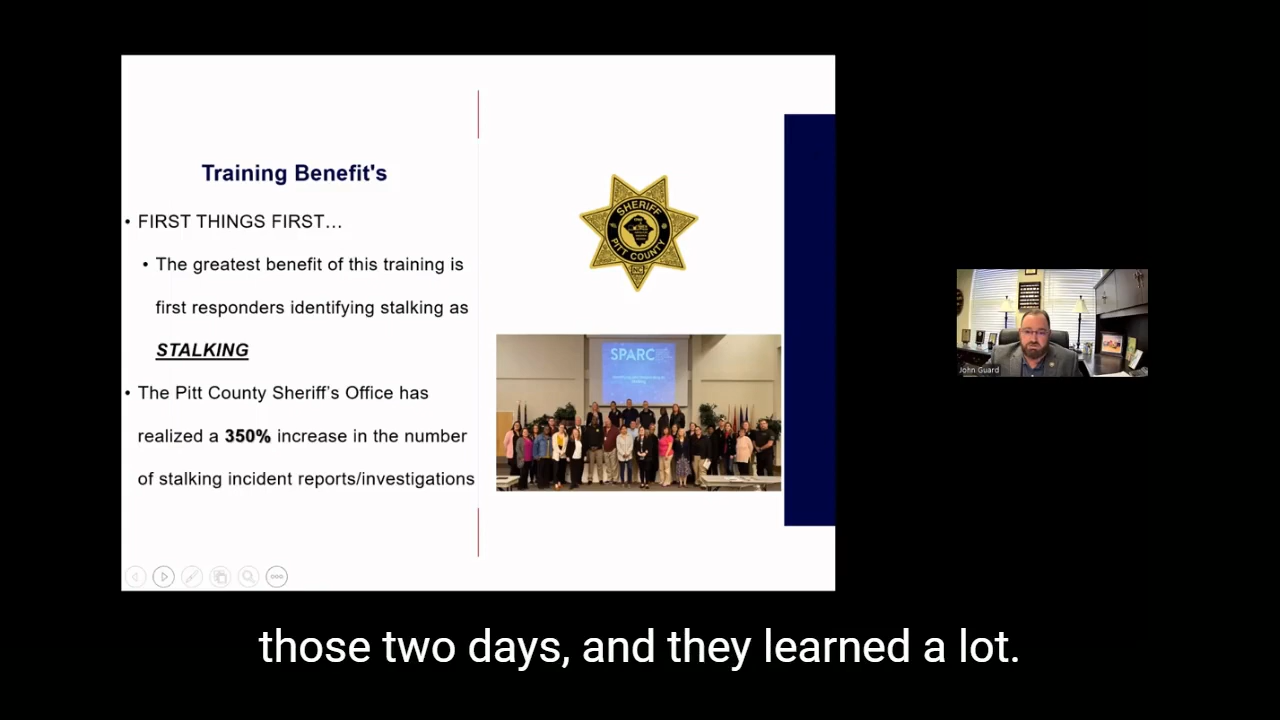 Training Benefit's
• FIRST THINGS FIRST…
• The greatest benefit of this training is
first responders identifying stalking as
STALKING
• The Pitt County Sheriff's Office has
realized a 350% increase in the number
of stalking incident reports/investigations
SHERIFF
PITT COUNTY
NC
SPARC
John Guard
those two days, and they learned a lot.